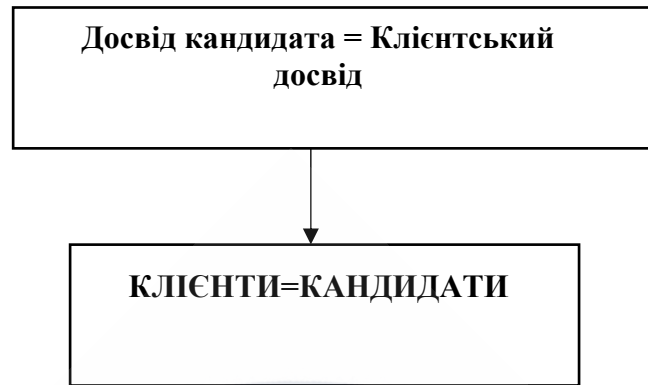 Досвід кандидата = Клієнтський
досвід
КЛІЄНТИ=КАНДИДАТИ